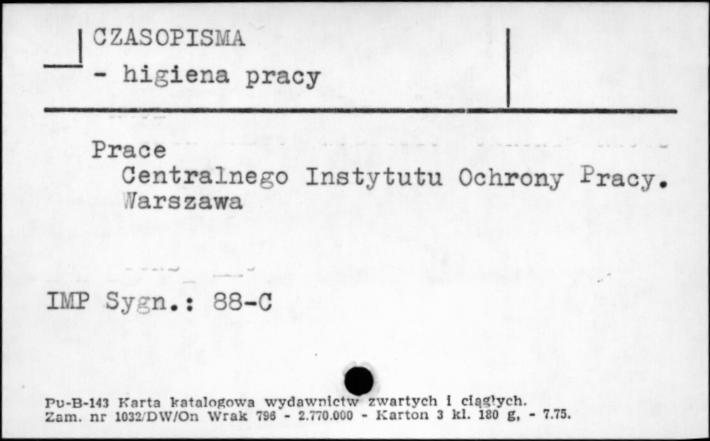 CZASOPISMA
- higiena pracy
Prace
Centralnego Instytutu Ochrony Pracy.
Warszawa
IMP Sygn.: 88-C
Pu-B-143 Karta katalogowa wydawnictw zwartych i ciągłych.
Zam. nr 1032/DW/On Wrak 796 - 2.770.000 - Karton 3 kl. 180 g, - 7.75.